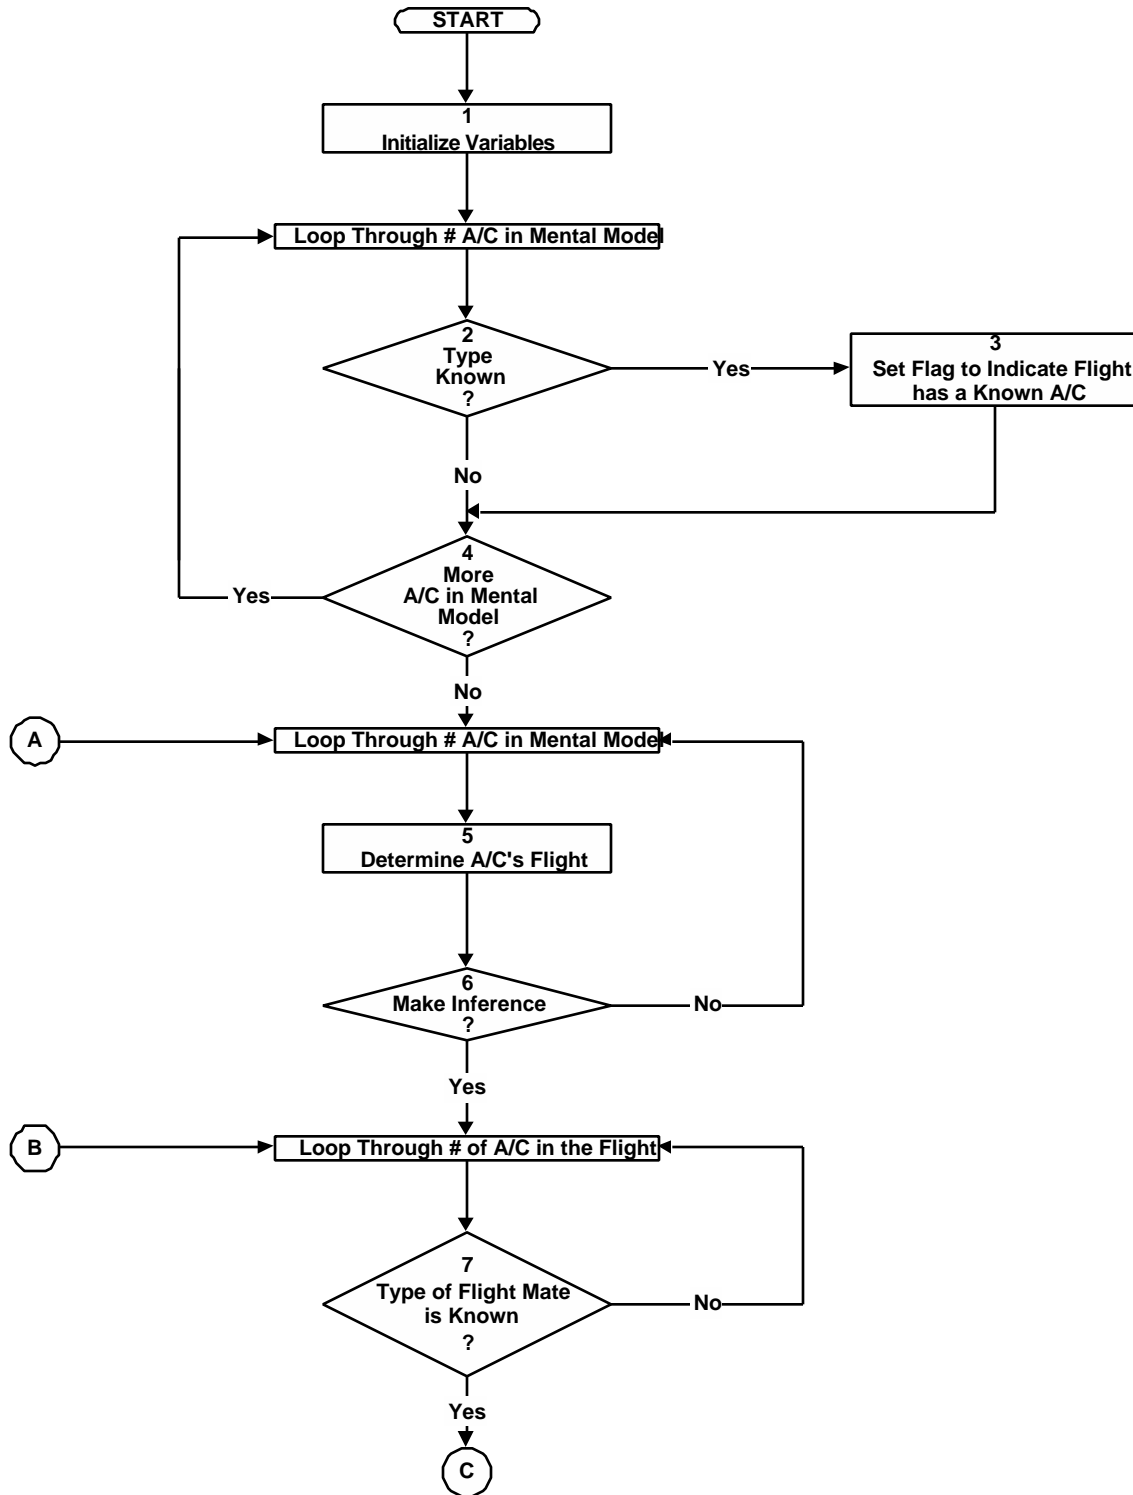 START
1
Initialize Variables
Loop Through # A/C in Mental Model
2
Type
Known
?
Yes
3
Set Flag to Indicate Flight
has a Known A/C
No
4
More
A/C in Mental
Model
?
Yes
No
A
Loop Through # A/C in Mental Model
5
Determine A/C's Flight
6
Make Inference
?
No
Yes
B
Loop Through # of A/C in the Flight
7
Type of Flight Mate
is Known
?
No
Yes
C